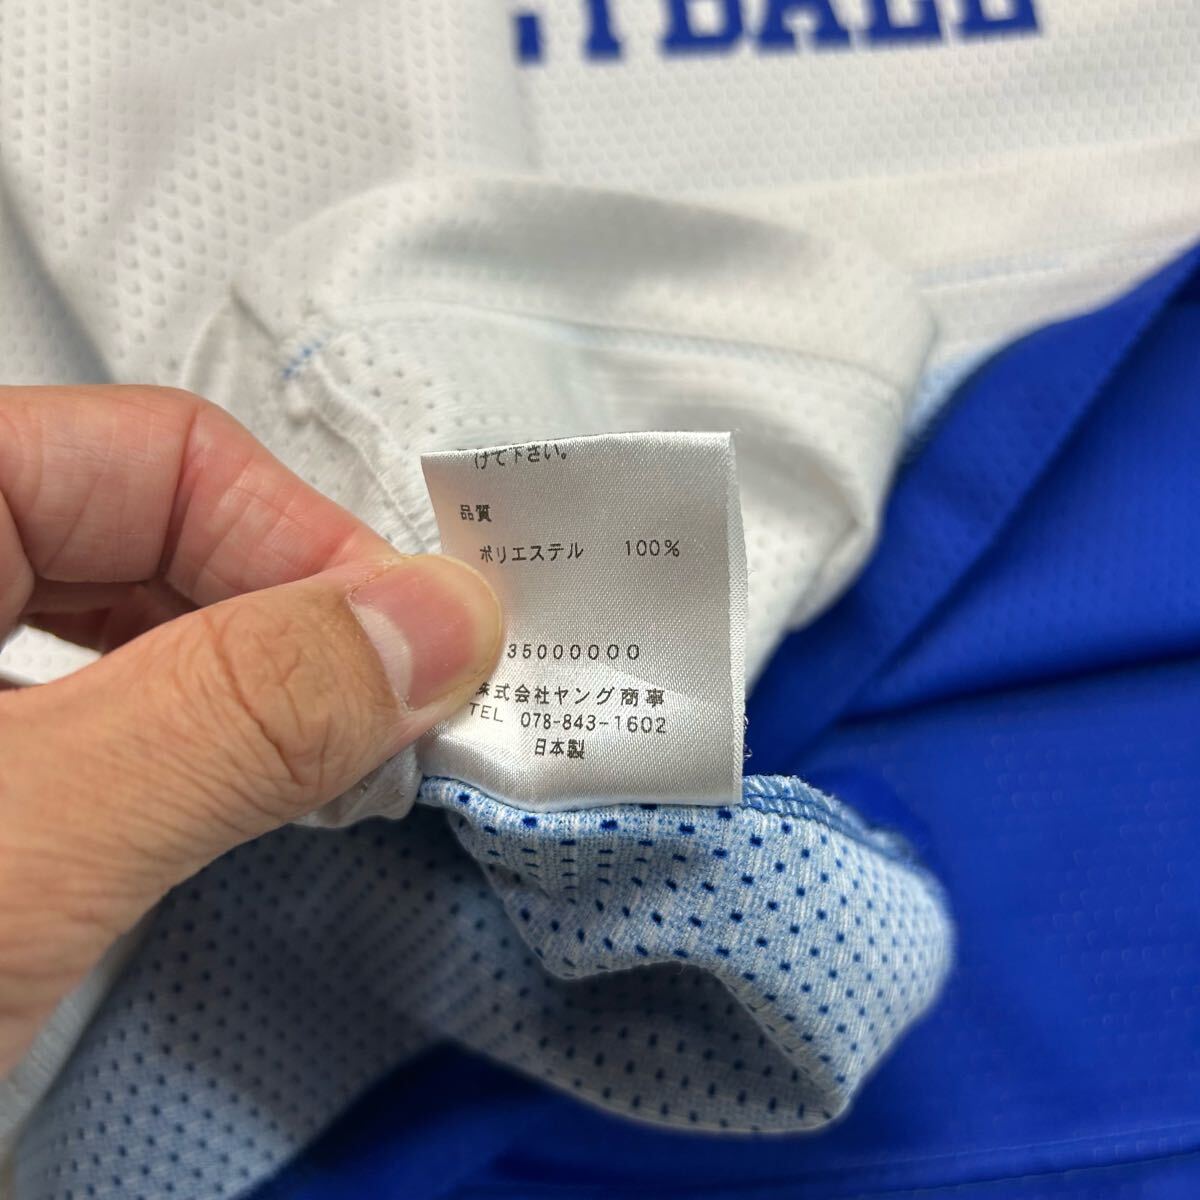 TBALL
けて下さい。
品質
ポリエステル 100%
35000000
株式会社ヤング商事
TEL 078-843-1602
日本製